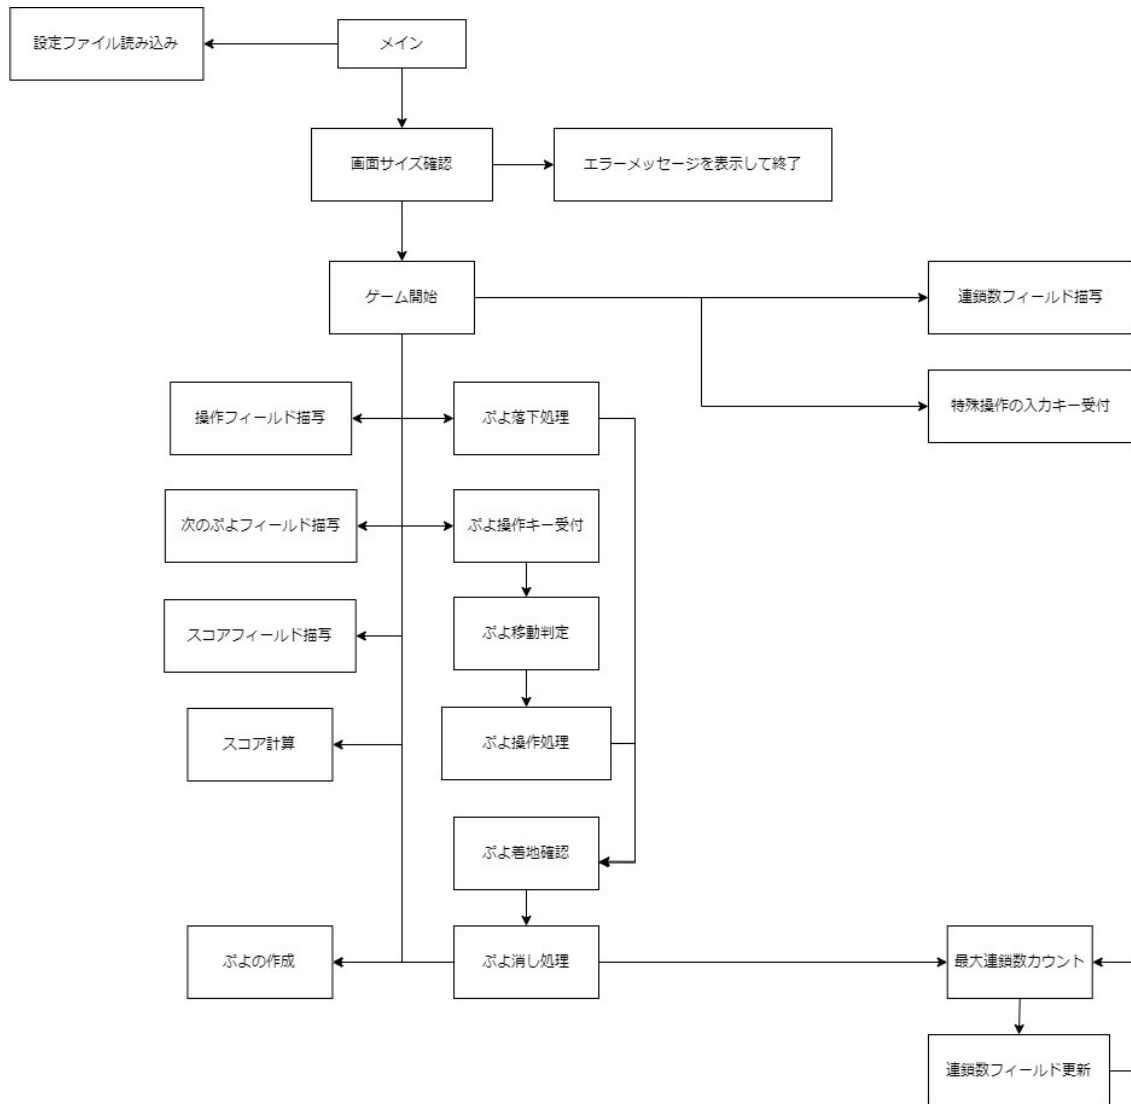 設定ファイル読み込み
メイン
画面サイズ確認
エラーメッセージを表示して終了
ゲーム開始
連鎖数フィールド描写
特殊操作の入力キー受付
操作フィールド描写
ぷよ落下処理
次のぷよフィールド描写
ぷよ操作キー受付
スコアフィールド描写
ぷよ移動判定
スコア計算
ぷよ操作処理
ぷよ着地確認
ぷよの作成
ぷよ消し処理
最大連鎖数カウント
連鎖数フィールド更新